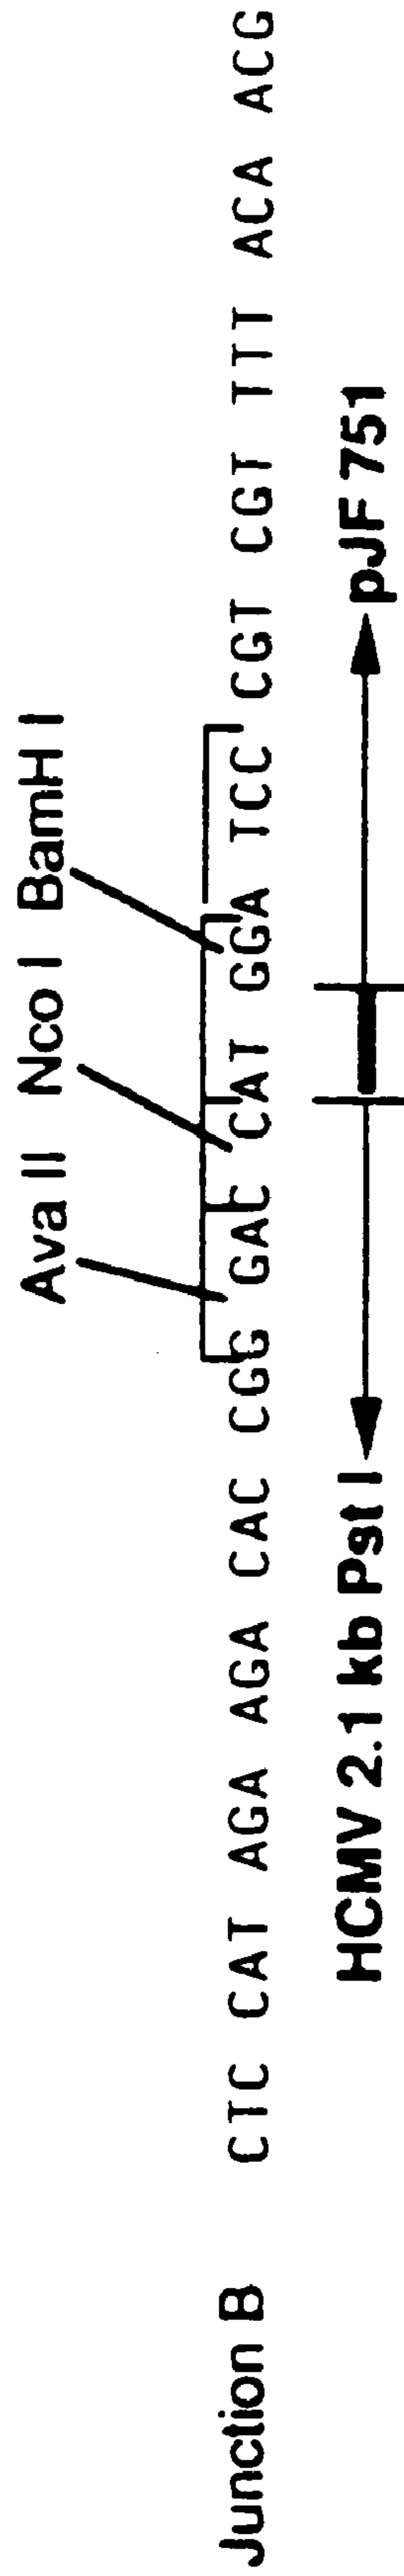 Ava II Nco I BamH I
Junction B CTC CAT AGA AGA CAC CGG GAC CAT GGA TCC CGT CGT TTT ACA ACG
HCMV 2.1 kb Pst I pJF 751